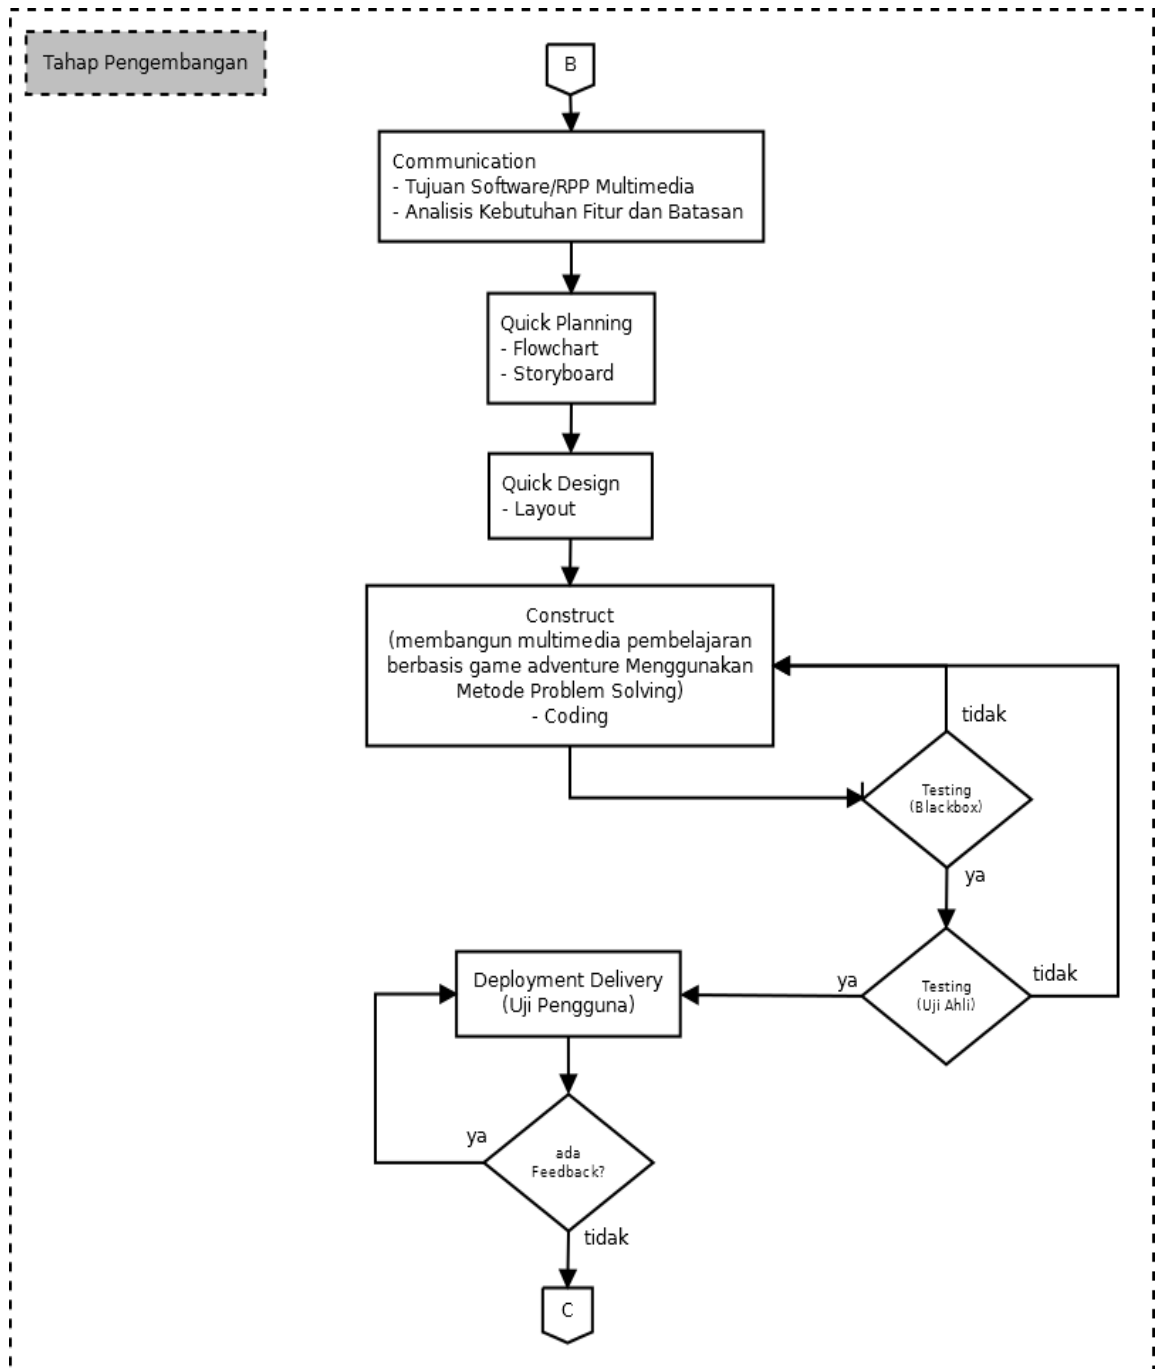 Tahap Pengembangan
B
Communication
- Tujuan Software/RPP Multimedia
- Analisis Kebutuhan Fitur dan Batasan
Quick Planning
- Flowchart
- Storyboard
Quick Design
- Layout
Construct
(membangun multimedia pembelajaran
berbasis game adventure Menggunakan
Metode Problem Solving)
- Coding
tidak
Testing
(Blackbox)
ya
Testing
(Uji Ahli)
tidak
ya
Deployment Delivery
(Uji Pengguna)
ya
ada
Feedback?
tidak
C